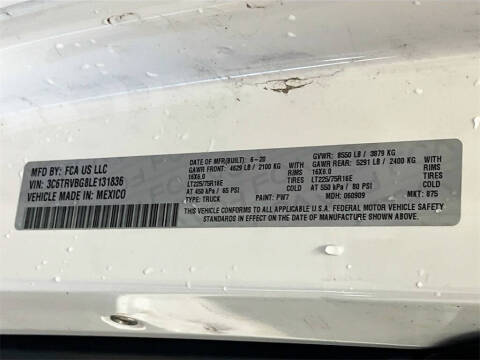 MFD BY: FCA US LLC
VIN: 3C6TRVBG8LE131836
VEHICLE MADE IN: MEXICO
DATE OF MFR(BUILT): 6-20 GVWR: 8550 LB / 3879 KG
GAWR FRONT: 4629 LB / 2100 KG GAWR REAR: 5291 LB / 2400 KG
16X6.0 RIMS 16X6.0
LT225/75R16E TIRES LT225/75R16E TIRES
AT 450 kPa / 65 PSI COLD AT 550 kPa / 80 PSI COLD
TYPE: TRUCK PAINT: PW7 MDH: 060909 MKT: 875
THIS VEHICLE CONFORMS TO ALL APPLICABLE U.S.A. FEDERAL MOTOR VEHICLE SAFETY
STANDARDS IN EFFECT ON THE DATE OF MANUFACTURE SHOWN ABOVE.